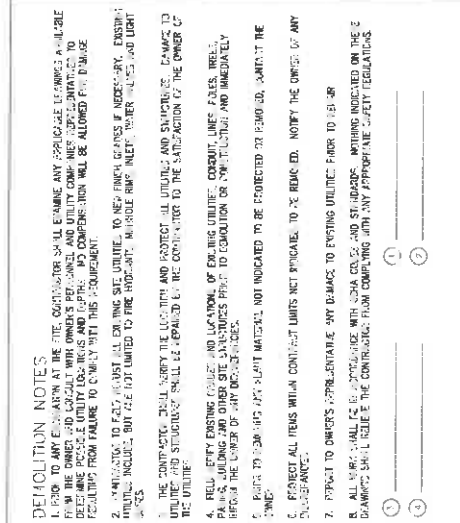 DEMOLITION NOTES
1. PRIOR TO ANY EXCAVATION AT THE SITE, CONTRACTOR SHALL EXAMINE ANY APPLICABLE DRAWINGS AVAILABLE
FROM THE OWNER AND CONSULT WITH OWNER'S PERSONNEL AND UTILITY COMPANIES REPRESENTATIVES TO
DETERMINE POSSIBLE UTILITY LOCATIONS AND DEPTHS. NO COMPENSATION WILL BE ALLOWED FOR DAMAGE
RESULTING FROM FAILURE TO COMPLY WITH THIS REQUIREMENT.
2. CONTRACTOR TO FIELD ADJUST ALL EXISTING SITE UTILITIES TO NEW FINISH GRADES IF NECESSARY. EXISTING
UTILITIES INCLUDE, BUT ARE NOT LIMITED TO FIRE HYDRANTS, MANHOLE RIMS, INLETS, WATER VALVES AND LIGHT
THE CONTRACTOR SHALL VERIFY THE LOCATION AND PROTECT ALL UTILITIES AND STRUCTURES. DAMAGE TO
UTILITIES AND STRUCTURES SHALL BE REPAIRED BY THE CONTRACTOR TO THE SATISFACTION OF THE OWNER OF
THE UTILITIES.
4. FIELD VERIFY EXISTING GRADES AND LOCATIONS OF EXISTING UTILITIES, CONDUIT, LINES, POLES, TREES,
PAVING, BUILDING AND OTHER SITE STRUCTURES PRIOR TO DEMOLITION OR CONSTRUCTION AND IMMEDIATELY
INFORM THE OWNER OF ANY DISCREPANCIES.
PRIOR TO REMOVING ANY PLANT MATERIAL NOT INDICATED TO BE PROTECTED OR REMOVED, CONTACT THE
OWNER.
6. PROTECT ALL ITEMS WITHIN CONTRACT LIMITS NOT INDICATED TO BE REMOVED. NOTIFY THE OWNER OF ANY
DISCREPANCIES.
7. REPORT TO OWNER'S REPRESENTATIVE ANY DAMAGE TO EXISTING UTILITIES PRIOR TO REPAIR
8. ALL WORK SHALL BE IN ACCORDANCE WITH OSHA CODES AND STANDARDS. NOTHING INDICATED ON THE
DRAWINGS SHALL RELIEVE THE CONTRACTOR FROM COMPLYING WITH ANY APPROPRIATE SAFETY REGULATIONS.
3 1
4 2